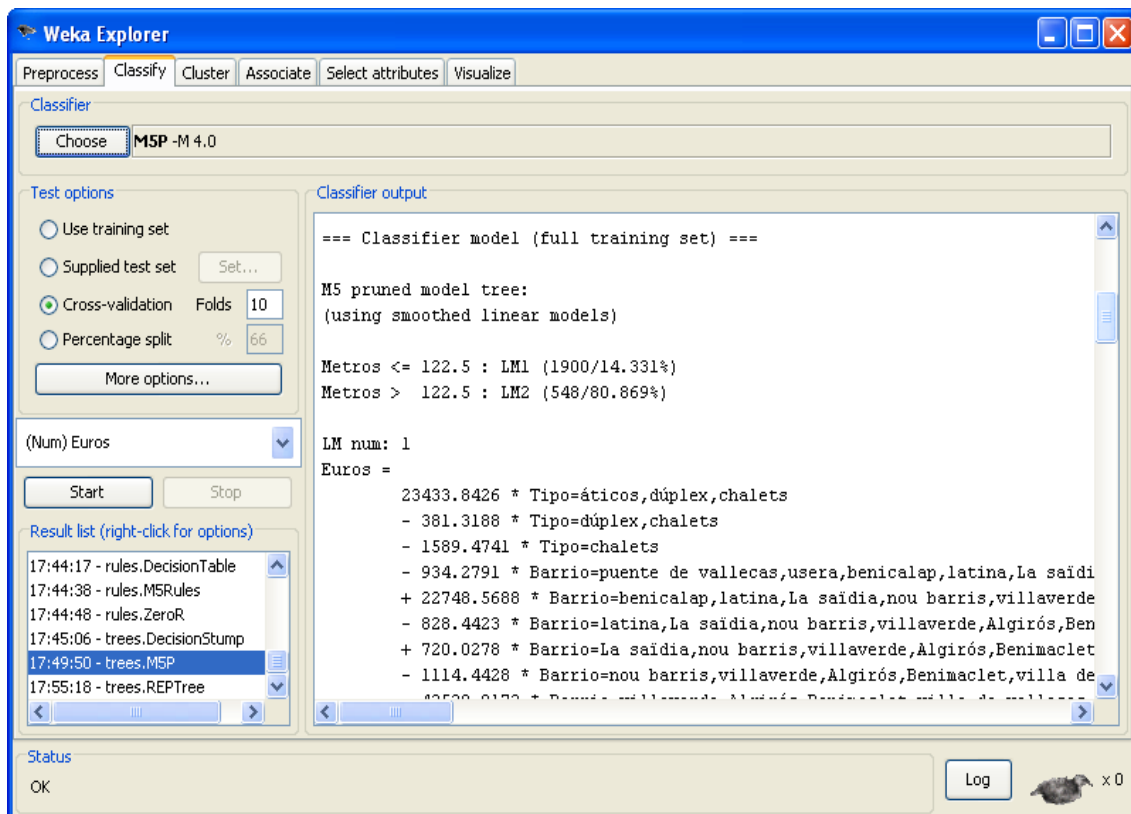 Weka Explorer
Preprocess Classify Cluster Associate Select attributes Visualize
Classifier
Choose M5P -M 4.0
Test options
Use training set
Supplied test set Set...
Cross-validation Folds 10
Percentage split % 66
More options...
(Num) Euros
Start Stop
Result list (right-click for options)
17:44:17 - rules.DecisionTable
17:44:38 - rules.M5Rules
17:44:48 - rules.ZeroR
17:45:06 - trees.DecisionStump
17:49:50 - trees.M5P
17:55:18 - trees.REPTree
Classifier output
=== Classifier model (full training set) ===
M5 pruned model tree:
(using smoothed linear models)
Metros <= 122.5 : LM1 (1900/14.331%)
Metros > 122.5 : LM2 (548/80.869%)
LM num: 1
Euros =
23433.8426 * Tipo=áticos,dúplex,chalets
- 381.3188 * Tipo=dúplex,chalets
- 1589.4741 * Tipo=chalets
- 934.2791 * Barrio=puente de vallecas,usera,benicalap,latina,La saïdi
+ 22748.5688 * Barrio=benicalap,latina,La saïdia,nou barris,villaverde
- 828.4423 * Barrio=latina,La saïdia,nou barris,villaverde,Algirós,Ben
+ 720.0278 * Barrio=La saïdia,nou barris,villaverde,Algirós,Benimaclet
- 1114.4428 * Barrio=nou barris,villaverde,Algirós,Benimaclet,villa de
Status
OK
Log
x 0